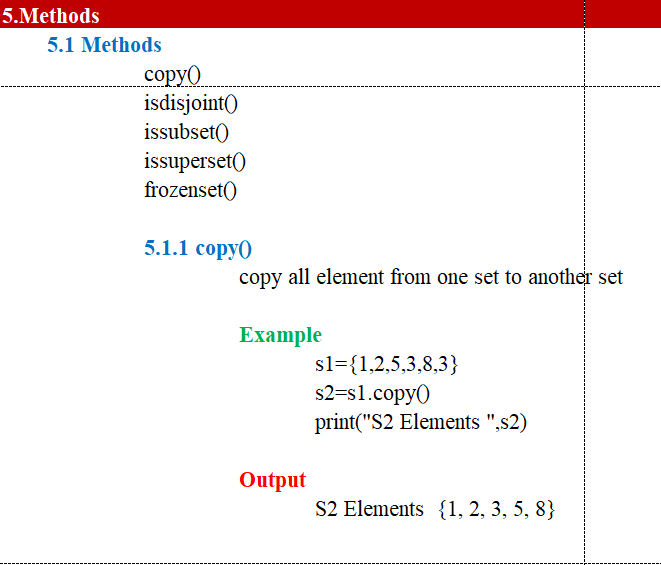 5.Methods
5.1 Methods
copy()
isdisjoint()
issubset()
issuperset()
frozenset()
5.1.1 copy()
copy all element from one set to another set
Example
s1={1,2,5,3,8,3}
s2=s1.copy()
print("S2 Elements ",s2)
Output
S2 Elements  {1, 2, 3, 5, 8}